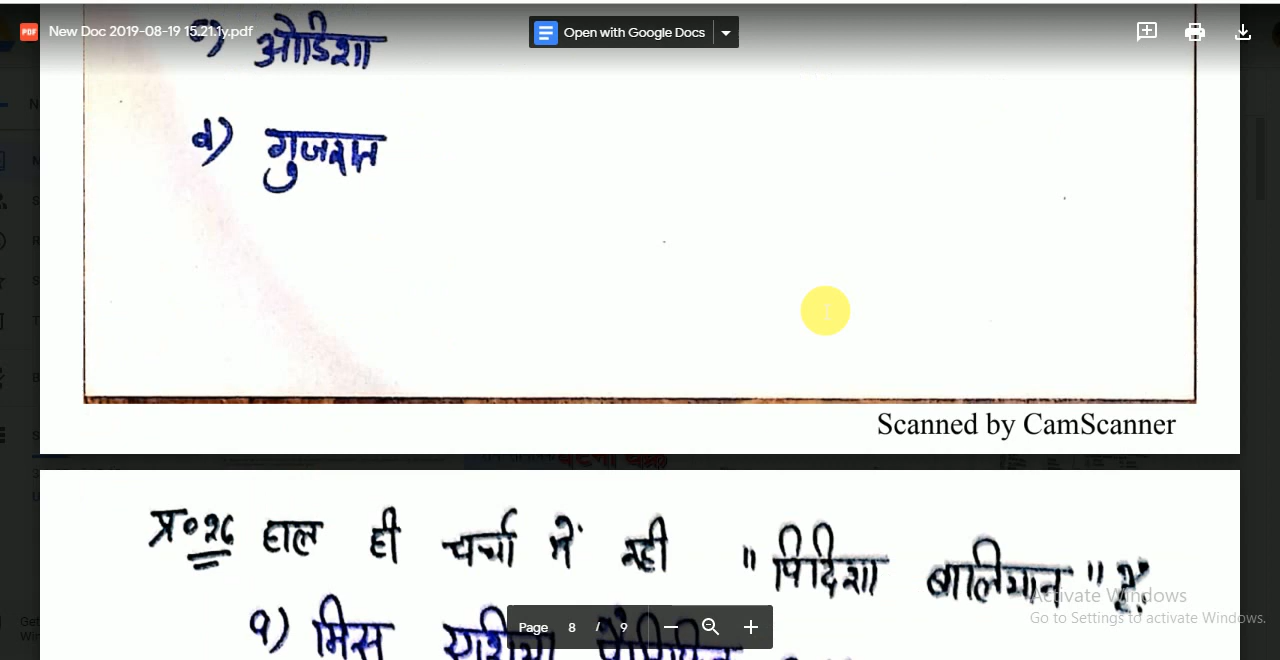 New Doc 2019-08-19 15.21.1y.pdf
Open with Google Docs
ओडिशा
d) गुजरात
Scanned by CamScanner
प्र०२६ हाल ही चर्चा में रही "विदिशा बालियान" हैं?
Activate Windows
Go to Settings to activate Windows.
a) मिस
Page 8 / 9